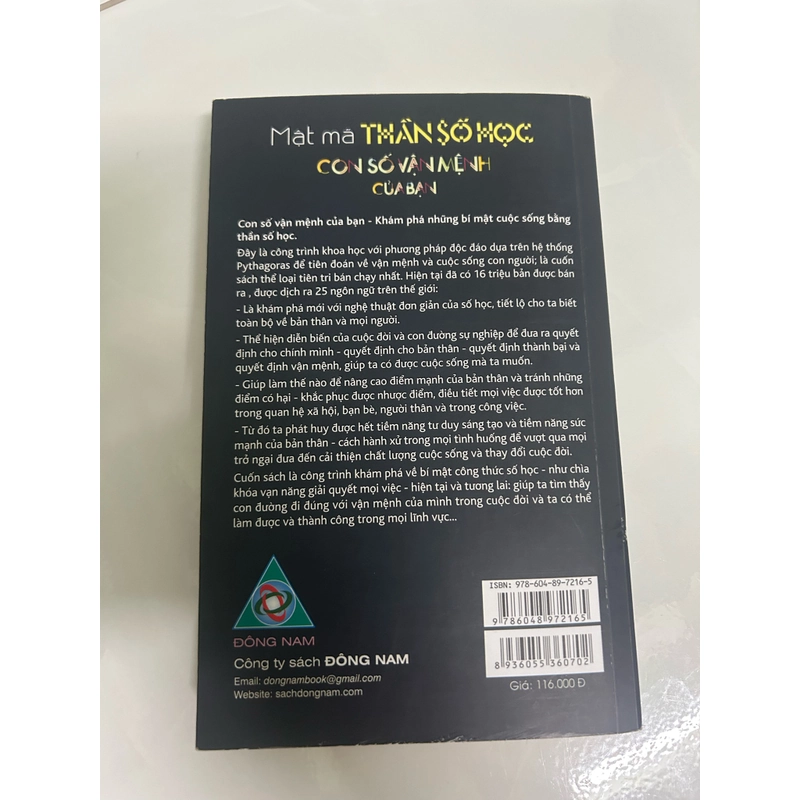 Mật mã THẦN SỐ HỌC
CON SỐ VẬN MỆNH
CỦA BẠN
Con số vận mệnh của bạn - Khám phá những bí mật cuộc sống bằng
thần số học.
Đây là công trình khoa học với phương pháp độc đáo dựa trên hệ thống
Pythagoras để tiên đoán về vận mệnh và cuộc sống con người; là cuốn
sách thể loại tiên tri bán chạy nhất. Hiện tại đã có 16 triệu bản được bán
ra , được dịch ra 25 ngôn ngữ trên thế giới:
- Là khám phá mới với nghệ thuật đơn giản của số học, tiết lộ cho ta biết
toàn bộ về bản thân và mọi người.
- Thể hiện diễn biến của cuộc đời và con đường sự nghiệp để đưa ra quyết
định cho chính mình - quyết định cho bản thân - quyết định thành bại và
quyết định vận mệnh, giúp ta có được cuộc sống mà ta muốn.
- Giúp làm thế nào để nâng cao điểm mạnh của bản thân và tránh những
điểm có hại - khắc phục được nhược điểm, điều tiết mọi việc được tốt hơn
trong quan hệ xã hội, bạn bè, người thân và trong công việc.
- Từ đó ta phát huy được hết tiềm năng tư duy sáng tạo và tiềm năng sức
mạnh của bản thân - cách hành xử trong mọi tình huống để vượt qua mọi
trở ngại đưa đến cải thiện chất lượng cuộc sống và thay đổi cuộc đời.
Cuốn sách là công trình khám phá về bí mật công thức số học - như chìa
khóa vạn năng giải quyết mọi việc - hiện tại và tương lai: giúp ta tìm thấy
con đường đi đúng với vận mệnh của mình trong cuộc đời và ta có thể
làm được và thành công trong mọi lĩnh vực...
ĐÔNG NAM
Công ty sách ĐÔNG NAM
Email: dongnambook@gmail.com
Website: sachdongnam.com
ISBN: 978-604-89-7216-5
9 786048 972165
8 936055 360702
Giá: 116.000 Đ